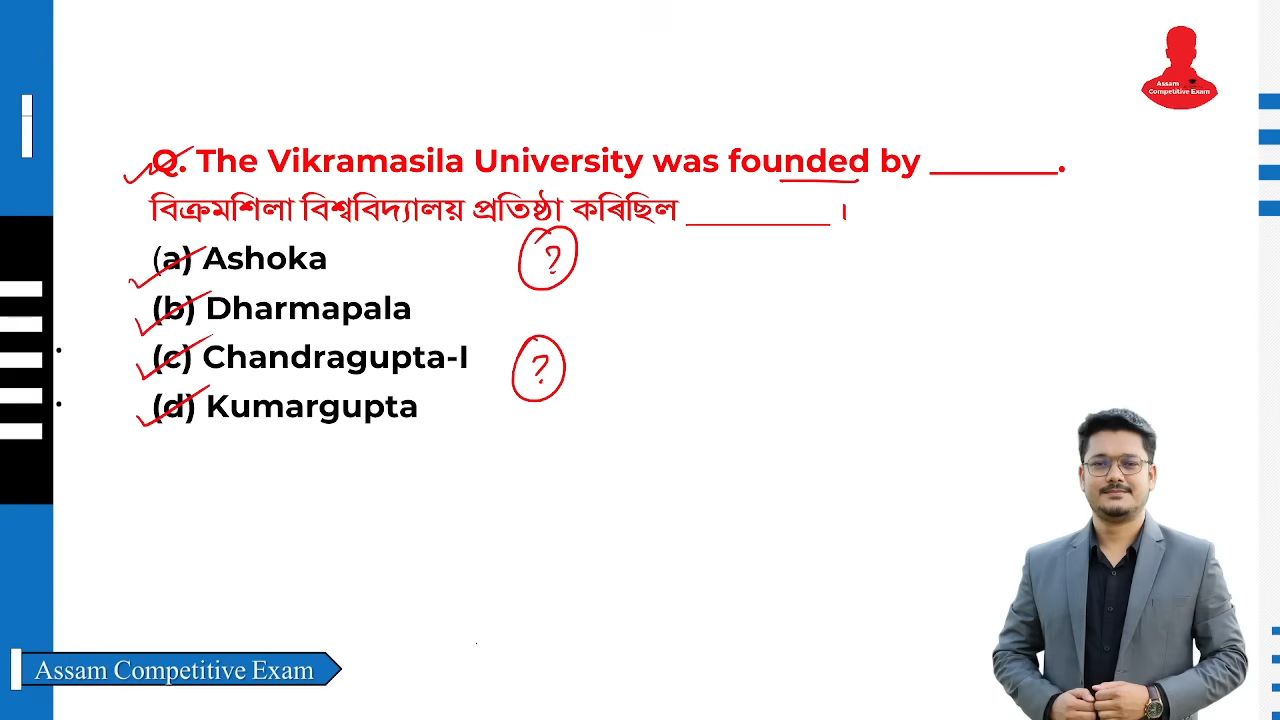 Assam
Competitive Exam
Q. The Vikramasila University was founded by ________.
বিক্ৰমশিলা বিশ্ববিদ্যালয় প্ৰতিষ্ঠা কৰিছিল __________ ।
(a) Ashoka
?
(b) Dharmapala
(c) Chandragupta-I
?
(d) Kumargupta
Assam Competitive Exam